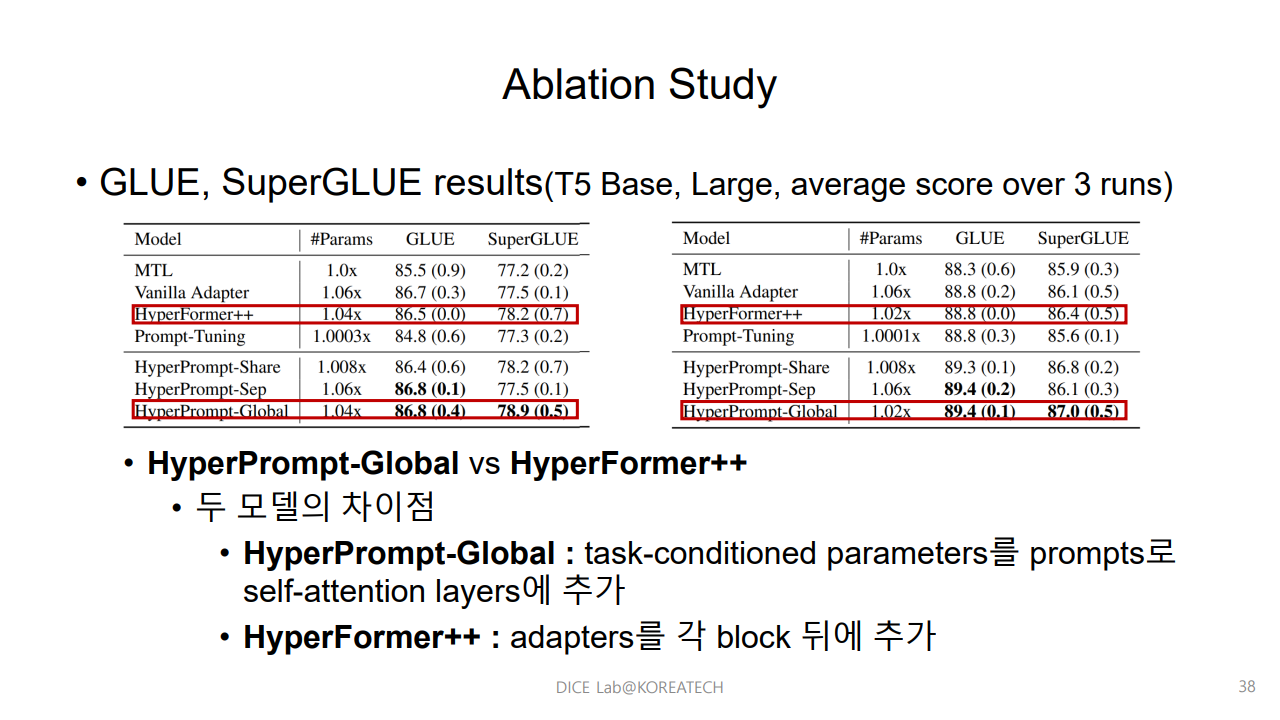 Ablation Study
• GLUE, SuperGLUE results(T5 Base, Large, average score over 3 runs)
Model #Params GLUE SuperGLUE
MTL 1.0x 85.5 (0.9) 77.2 (0.2)
Vanilla Adapter 1.06x 86.7 (0.3) 77.5 (0.1)
HyperFormer++ 1.04x 86.5 (0.0) 78.2 (0.7)
Prompt-Tuning 1.0003x 84.8 (0.6) 77.3 (0.2)
HyperPrompt-Share 1.008x 86.4 (0.6) 78.2 (0.7)
HyperPrompt-Sep 1.06x 86.8 (0.1) 77.5 (0.1)
HyperPrompt-Global 1.04x 86.8 (0.4) 78.9 (0.5)
Model #Params GLUE SuperGLUE
MTL 1.0x 88.3 (0.6) 85.9 (0.3)
Vanilla Adapter 1.06x 88.8 (0.2) 86.1 (0.5)
HyperFormer++ 1.02x 88.8 (0.0) 86.4 (0.5)
Prompt-Tuning 1.0001x 88.8 (0.3) 85.6 (0.1)
HyperPrompt-Share 1.008x 89.3 (0.1) 86.8 (0.2)
HyperPrompt-Sep 1.06x 89.4 (0.2) 86.1 (0.3)
HyperPrompt-Global 1.02x 89.4 (0.1) 87.0 (0.5)
• HyperPrompt-Global vs HyperFormer++
• 두 모델의 차이점
• HyperPrompt-Global : task-conditioned parameters를 prompts로
self-attention layers에 추가
• HyperFormer++ : adapters를 각 block 뒤에 추가
DICE Lab@KOREATECH
38